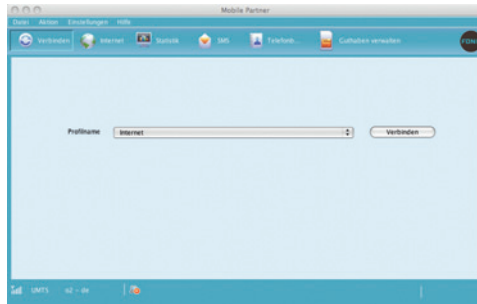 Mobile Partner
Datei Aktion Einstellungen Hilfe
Verbinden Internet Statistik SMS Telefonb... Guthaben verwalten FONI
Profilname Internet Verbinden
UMTS o2 - de